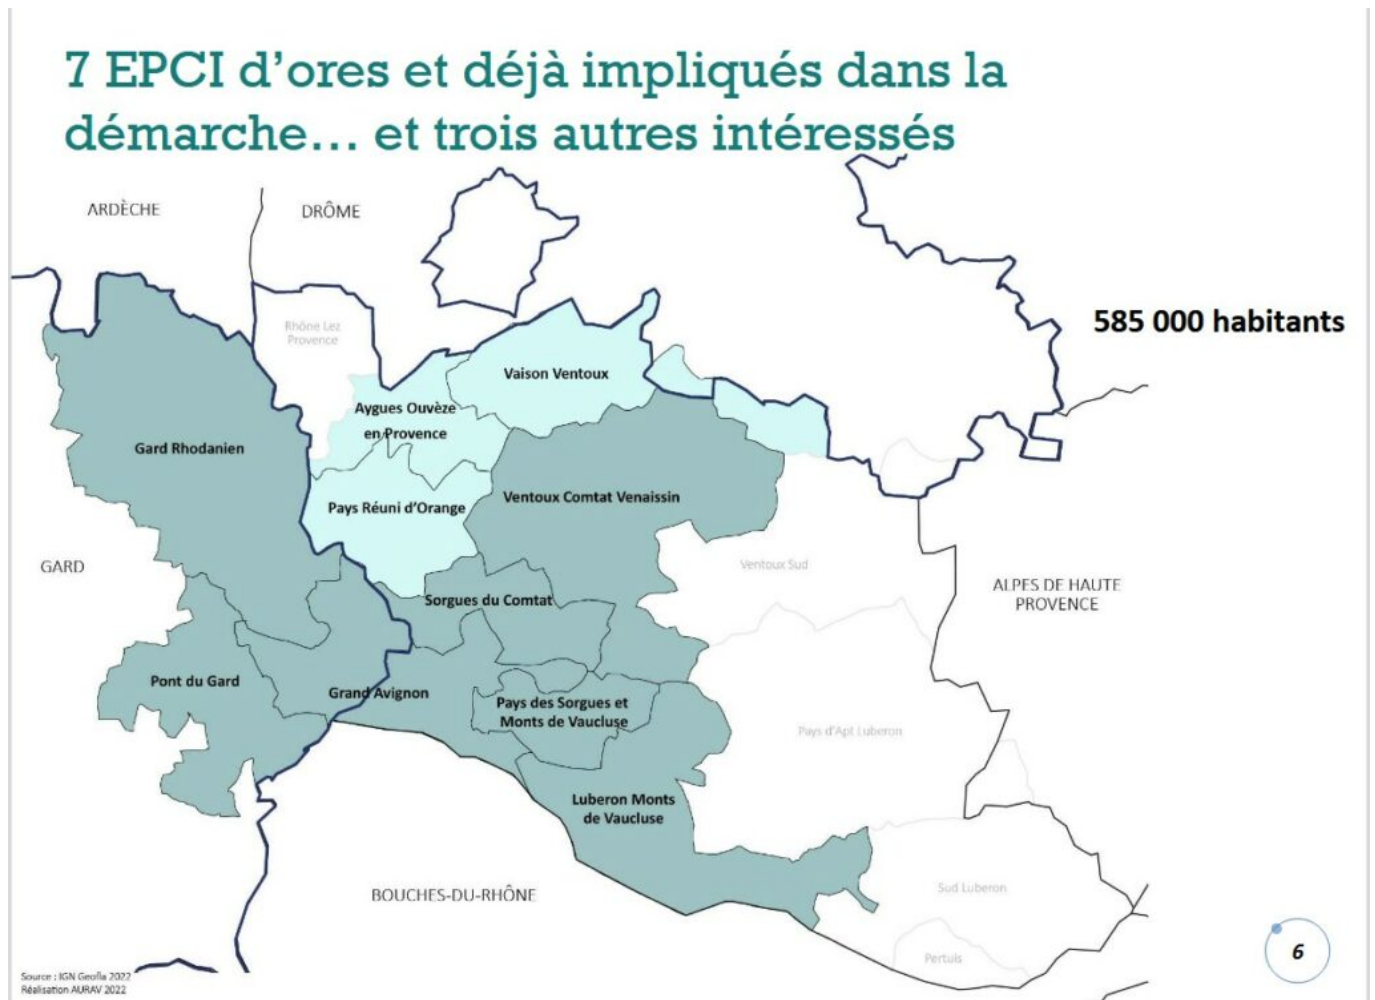 7 EPCI d’ores et déjà impliqués dans la
démarche... et trois autres intéressés
ARDÈCHE
DRÔME
Rhône Lez
Provence
585 000 habitants
Vaison Ventoux
Aygues Ouvèze
en Provence
Gard Rhodanien
Ventoux Comtat Venaissin
Pays Réuni d’Orange
GARD
Ventoux Sud
ALPES DE HAUTE
PROVENCE
Sorgues du Comtat
Pont du Gard
Grand Avignon
Pays des Sorgues et
Monts de Vaucluse
Pays d’Apt Luberon
Luberon Monts
de Vaucluse
BOUCHES-DU-RHÔNE
Sud Luberon
Pertuis
6
Source : IGN Geofla 2022
Réalisation AURAV 2022